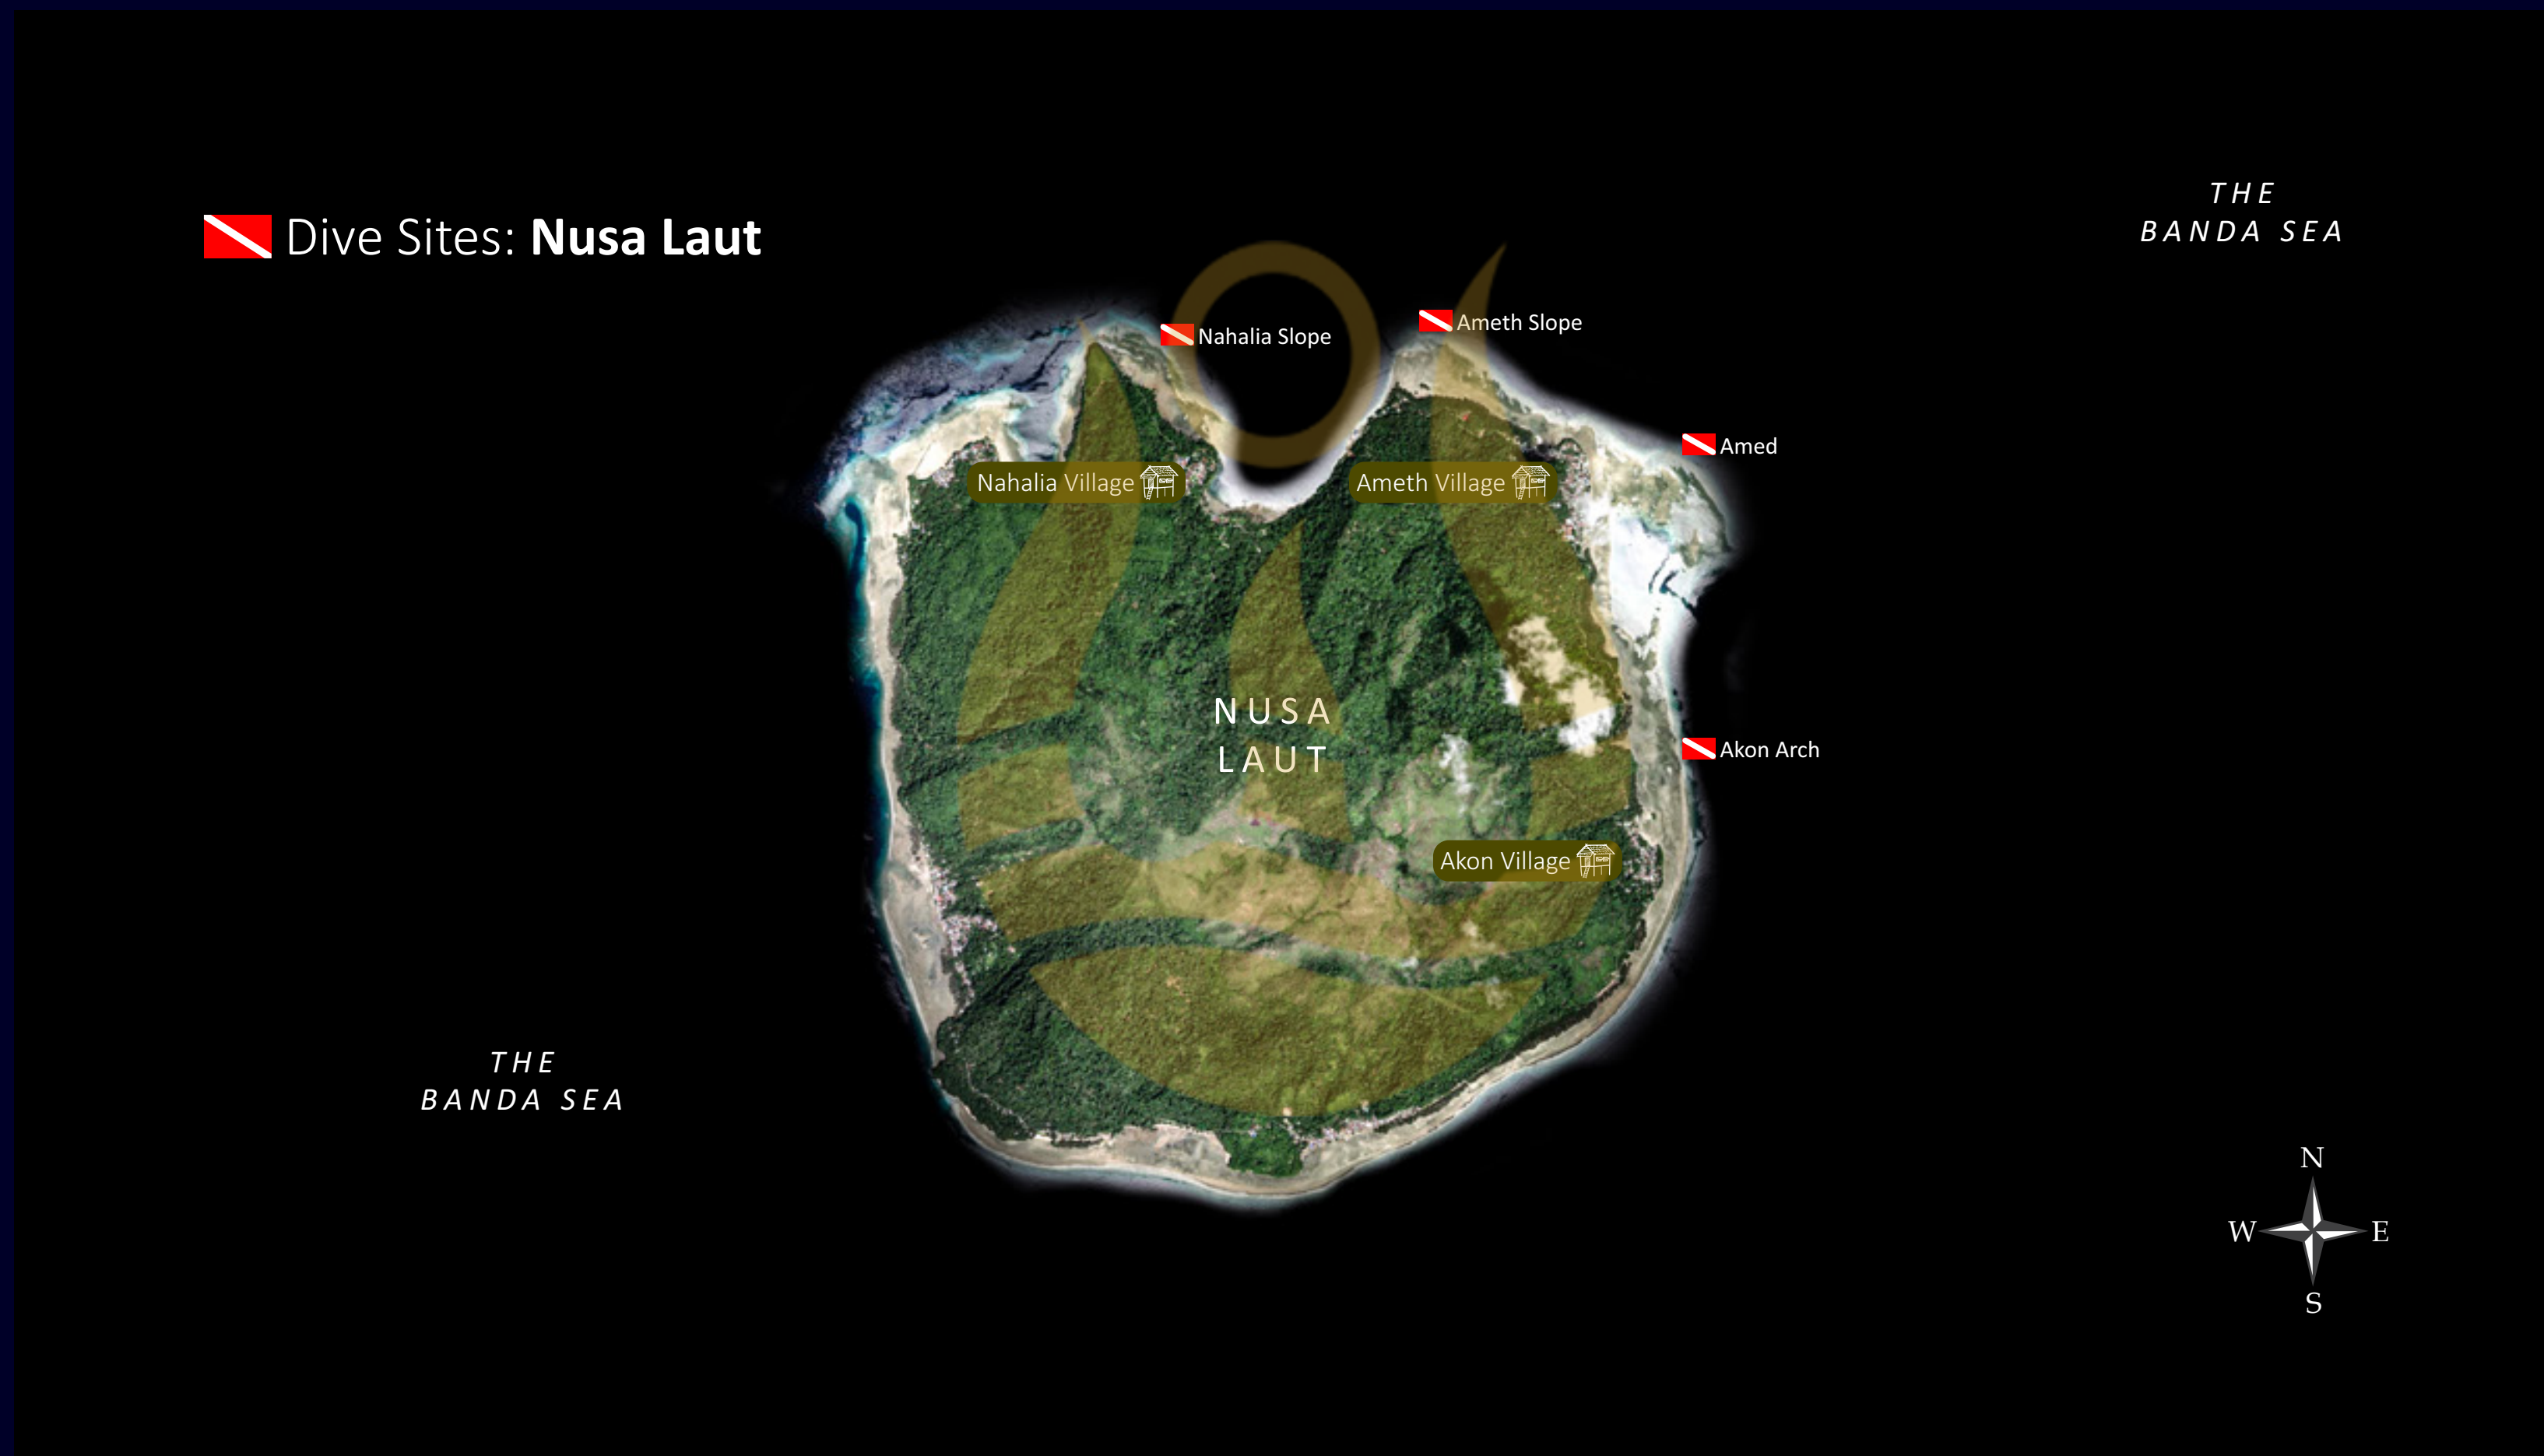 Dive Sites: Nusa Laut
THE
BANDA SEA
Nahalia Slope
Ameth Slope
Amed
Nahalia Village
Ameth Village
NUSA
LAUT
Akon Arch
Akon Village
THE
BANDA SEA
N
W E
S